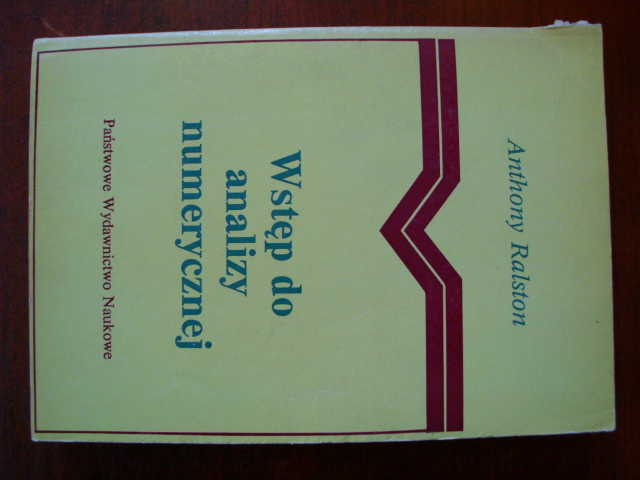 Anthony Ralston
Wstęp do
analizy
numerycznej
Państwowe Wydawnictwo Naukowe